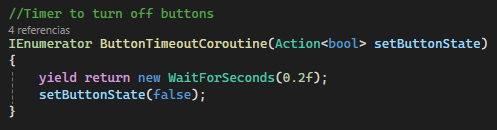 //Timer to turn off buttons
4 referencias
IEnumerator ButtonTimeoutCoroutine(Action<bool> setButtonState)
{
    yield return new WaitForSeconds(0.2f);
    setButtonState(false);
}